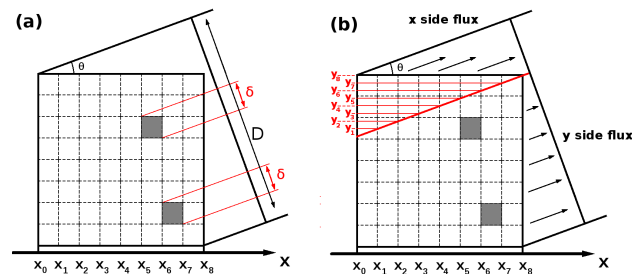 (a)
θ
δ
D
δ
X
X₀ X₁ X₂ X₃ X₄ X₅ X₆ X₇ X₈
(b)
x side flux
θ
y₈
y₇
y₆
y₅
y₄
y₃
y₂
y₁
y side flux
X
X₀ X₁ X₂ X₃ X₄ X₅ X₆ X₇ X₈